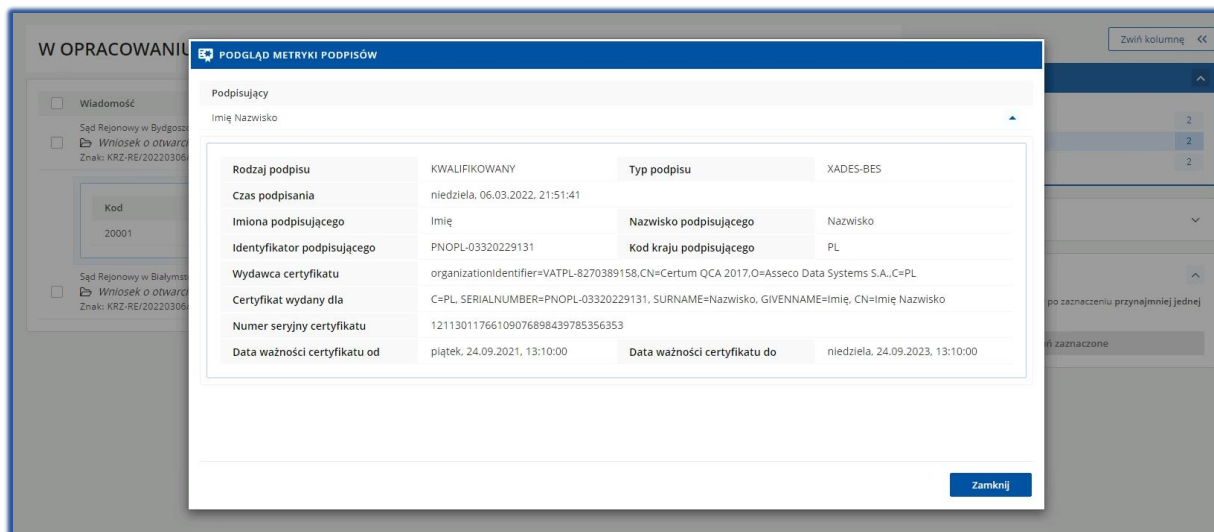 W OPRACOWANIU
Zwiń kolumnę
PODGLĄD METRYKI PODPISÓW
Podpisujący
Imię Nazwisko
Wiadomość
Sąd Rejonowy w
Wniosek o
Znak: KRZ-RE/20220306/
2
2
2
Rodzaj podpisu KWALIFIKOWANY Typ podpisu XADES-BES
Czas podpisania niedziela, 06.03.2022, 21:51:41
Kod
Imiona podpisującego Imię Nazwisko podpisującego Nazwisko
20001
Identyfikator podpisującego PNOPL-03320229131 Kod kraju podpisującego PL
Wydawca certyfikatu organizationIdentifier=VATPL-8270389158,CN=Certum QCA 2017,O=Asseco Data Systems S.A.,C=PL
Sąd Rejonowy w
Wniosek o
Znak: KRZ-RE/20220306/
Certyfikat wydany dla C=PL, SERIALNUMBER=PNOPL-03320229131, SURNAME=Nazwisko, GIVENNAME=Imię, CN=Imię Nazwisko
po zaznaczeniu przynajmniej jednej
Numer seryjny certyfikatu 121130117661090768984397853563​53
Data ważności certyfikatu od piątek, 24.09.2021, 13:10:00 Data ważności certyfikatu do niedziela, 24.09.2023, 13:10:00
zaznaczone
Zamknij